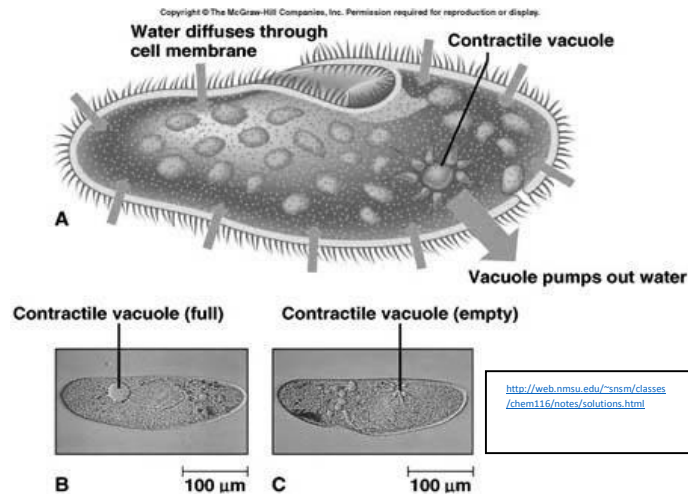 Copyright © The McGraw-Hill Companies, Inc. Permission required for reproduction or display.
Water diffuses through
cell membrane
Contractile vacuole
A
Vacuole pumps out water
Contractile vacuole (full)
Contractile vacuole (empty)
http://web.nmsu.edu/~snsm/classes
/chem116/notes/solutions.html
B
100 µm
C
100 µm